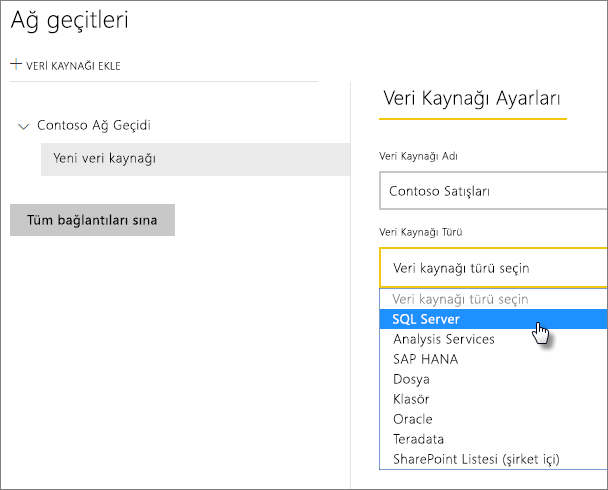 Ağ geçitleri
VERİ KAYNAĞI EKLE
Contoso Ağ Geçidi
Yeni veri kaynağı
Tüm bağlantıları sına
Veri Kaynağı Ayarları
Veri Kaynağı Adı
Contoso Satışları
Veri Kaynağı Türü
Veri kaynağı türü seçin
Veri kaynağı türü seçin
SQL Server
Analysis Services
SAP HANA
Dosya
Klasör
Oracle
Teradata
SharePoint Listesi (şirket içi)